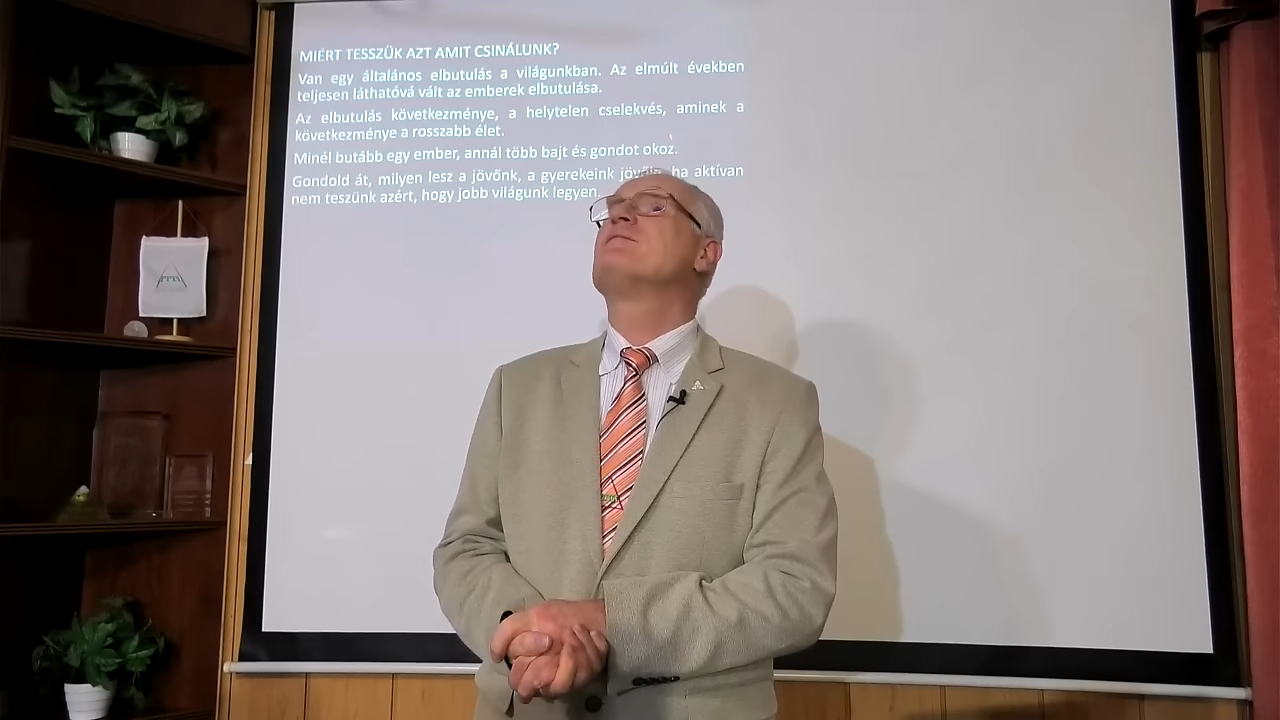 MIÉRT TESSZÜK AZT AMIT CSINÁLUNK?
Van egy általános elbutulás a világunkban. Az elmúlt években
teljesen láthatóvá vált az emberek elbutulása.
Az elbutulás következménye, a helytelen cselekvés, aminek a
következménye a rosszabb élet.
Minél butább egy ember, annál több bajt és gondot okoz.
Gondold át, milyen lesz a jövőnk, a gyerekeink jövője, ha aktívan
nem teszünk azért, hogy jobb világunk legyen.